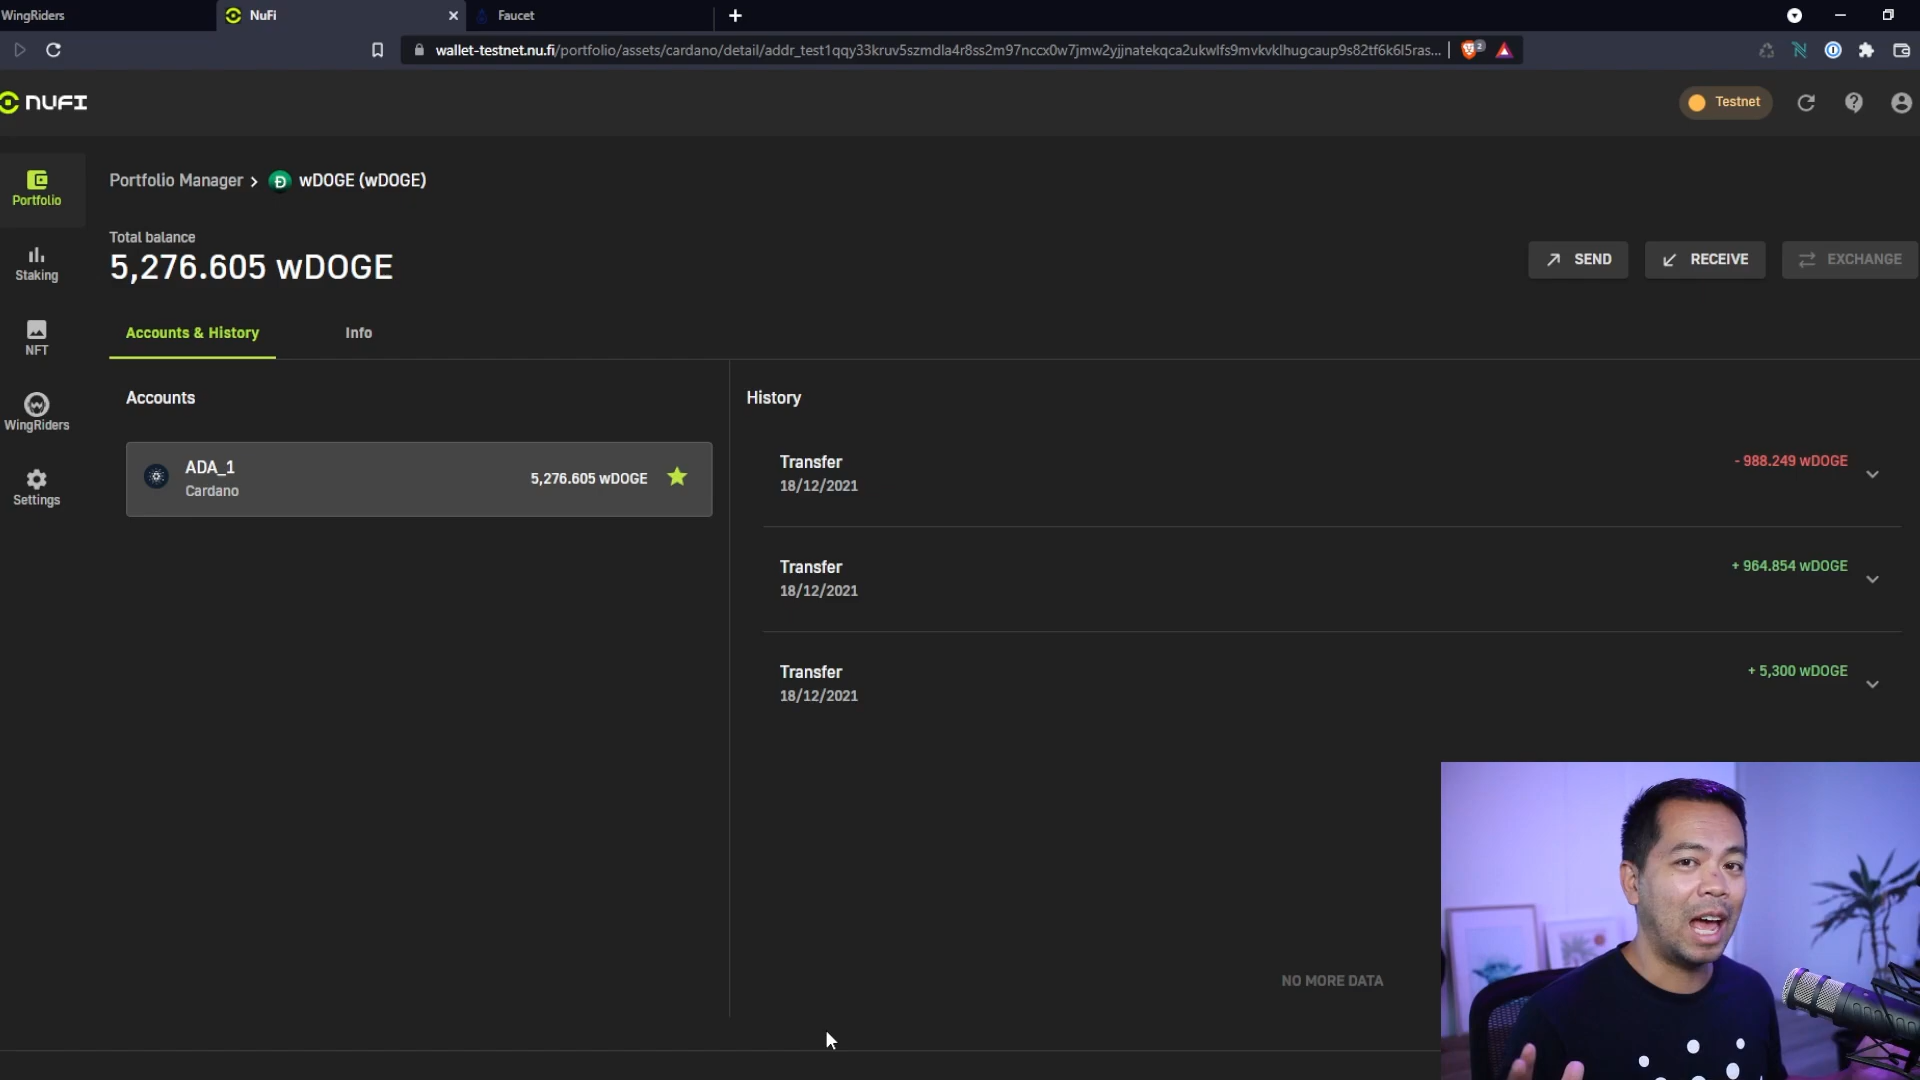 WingRiders
NuFi
Faucet
wallet-testnet.nu.fi/portfolio/assets/cardano/detail/addr_test1qqy33kruv5szmdla4r8ss2m97nccx0w7jmw2yjjnatekqca2ukwlfs9mvkvklhugcaup9s82tf6k6l5ras...
2
NUFI
Testnet
Portfolio
Portfolio Manager > wDOGE (wDOGE)
Total balance
5,276.605 wDOGE
SEND
RECEIVE
EXCHANGE
Staking
NFT
WingRiders
Settings
Accounts & History
Info
Accounts
ADA_1
Cardano
5,276.605 wDOGE
History
Transfer
18/12/2021
- 988.249 wDOGE
Transfer
18/12/2021
+ 964.854 wDOGE
Transfer
18/12/2021
+ 5,300 wDOGE
NO MORE DATA